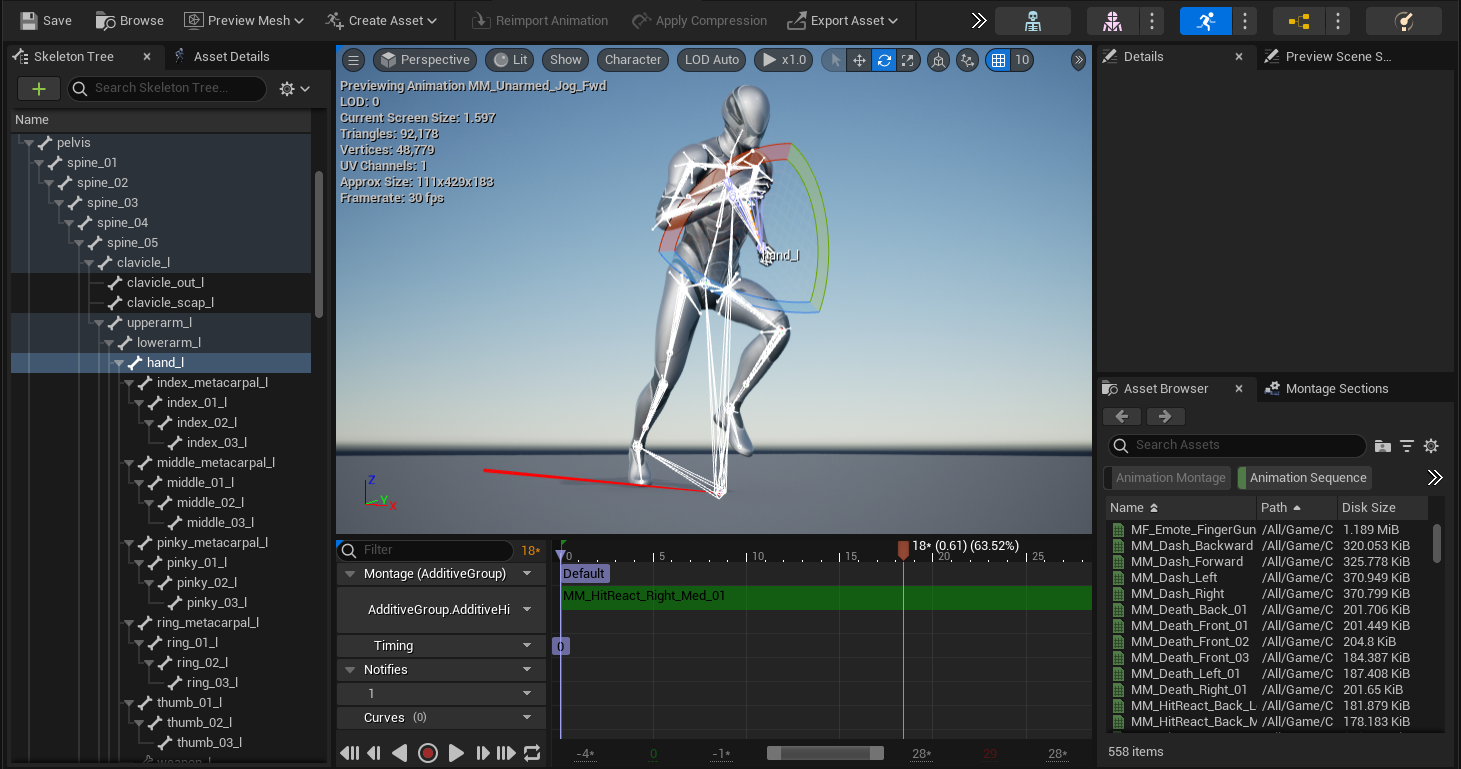 Save
Browse
Preview Mesh
Create Asset
Reimport Animation
Apply Compression
Export Asset
Skeleton Tree
Asset Details
Search Skeleton Tree...
Name
pelvis
spine_01
spine_02
spine_03
spine_04
spine_05
clavicle_l
clavicle_out_l
clavicle_scap_l
upperarm_l
lowerarm_l
hand_l
index_metacarpal_l
index_01_l
index_02_l
index_03_l
middle_metacarpal_l
middle_01_l
middle_02_l
middle_03_l
pinky_metacarpal_l
pinky_01_l
pinky_02_l
pinky_03_l
ring_metacarpal_l
ring_01_l
ring_02_l
ring_03_l
thumb_01_l
thumb_02_l
thumb_03_l
weapon_l
Perspective
Lit
Show
Character
LOD Auto
x1.0
10
Previewing Animation MM_Unarmed_Jog_Fwd
LOD: 0
Current Screen Size: 1.597
Triangles: 92,178
Vertices: 48,779
UV Channels: 1
Approx Size: 111x429x183
Framerate: 30 fps
hand_l
Z
Y
X
Filter
18*
0
5
10
15
20
25
18* (0.61) (63.52%)
Montage (AdditiveGroup)
Default
AdditiveGroup.AdditiveHi
MM_HitReact_Right_Med_01
Timing
0
Notifies
1
Curves (0)
-4*
0
-1*
28*
29
28*
Details
Preview Scene S...
Asset Browser
Montage Sections
Search Assets
Animation Montage
Animation Sequence
Name
Path
Disk Size
MF_Emote_FingerGun /All/Game/C 1.189 MiB
MM_Dash_Backward /All/Game/C 320.053 KiB
MM_Dash_Forward /All/Game/C 325.778 KiB
MM_Dash_Left /All/Game/C 370.949 KiB
MM_Dash_Right /All/Game/C 370.799 KiB
MM_Death_Back_01 /All/Game/C 201.706 KiB
MM_Death_Front_01 /All/Game/C 201.449 KiB
MM_Death_Front_02 /All/Game/C 204.8 KiB
MM_Death_Front_03 /All/Game/C 184.387 KiB
MM_Death_Left_01 /All/Game/C 187.408 KiB
MM_Death_Right_01 /All/Game/C 201.65 KiB
MM_HitReact_Back_L /All/Game/C 181.879 KiB
MM_HitReact_Back_M /All/Game/C 178.183 KiB
558 items